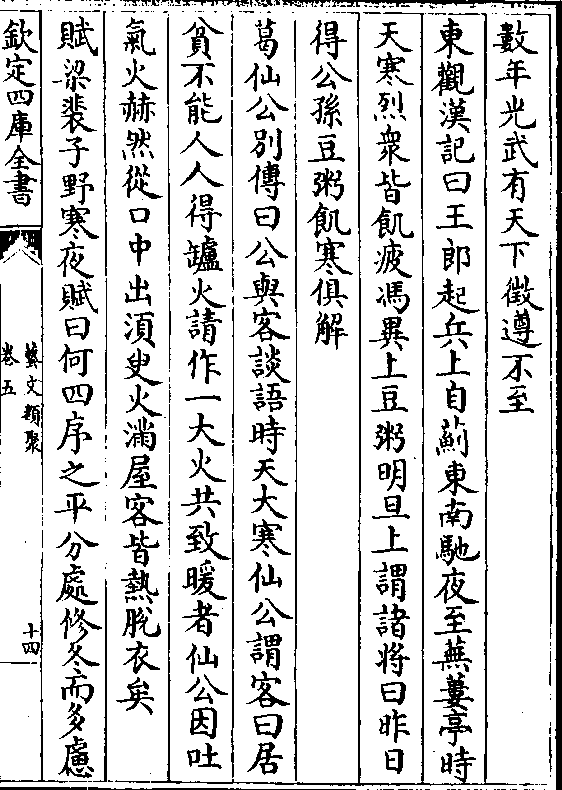 數年光武有天下徵遵不至
東觀漢記曰王郎起兵上自薊東南馳夜至蕪蔞亭時
天寒烈衆皆飢疲馮異上豆粥明旦上謂諸將曰昨日
得公孫豆粥飢寒俱解
葛仙公別傳曰公與客談語時天大寒仙公謂客曰居
貧不能人人得罏火請作一大火共致暖者仙公因吐
氣火赫然從口中出湏臾火滿屋客皆熱脫衣矣
賦梁裴子野寒夜賦曰何四序之平分處修冬而多慮
欽定四庫全書
藝文類聚
卷五
十四